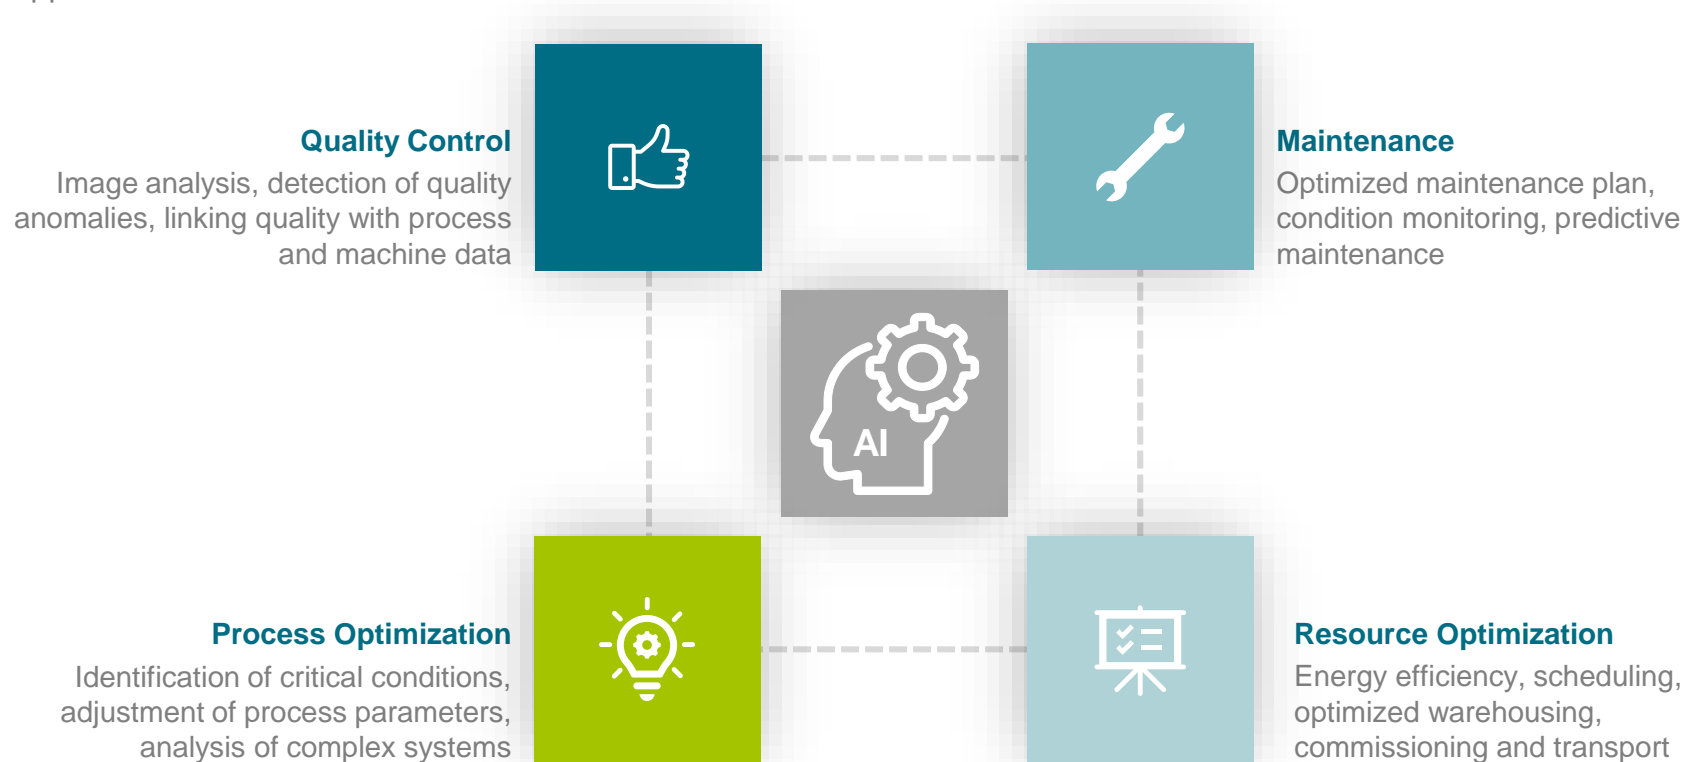 Quality Control
Image analysis, detection of quality
anomalies, linking quality with process
and machine data
Maintenance
Optimized maintenance plan,
condition monitoring, predictive
maintenance
AI
Process Optimization
Identification of critical conditions,
adjustment of process parameters,
analysis of complex systems
Resource Optimization
Energy efficiency, scheduling,
optimized warehousing,
commissioning and transport